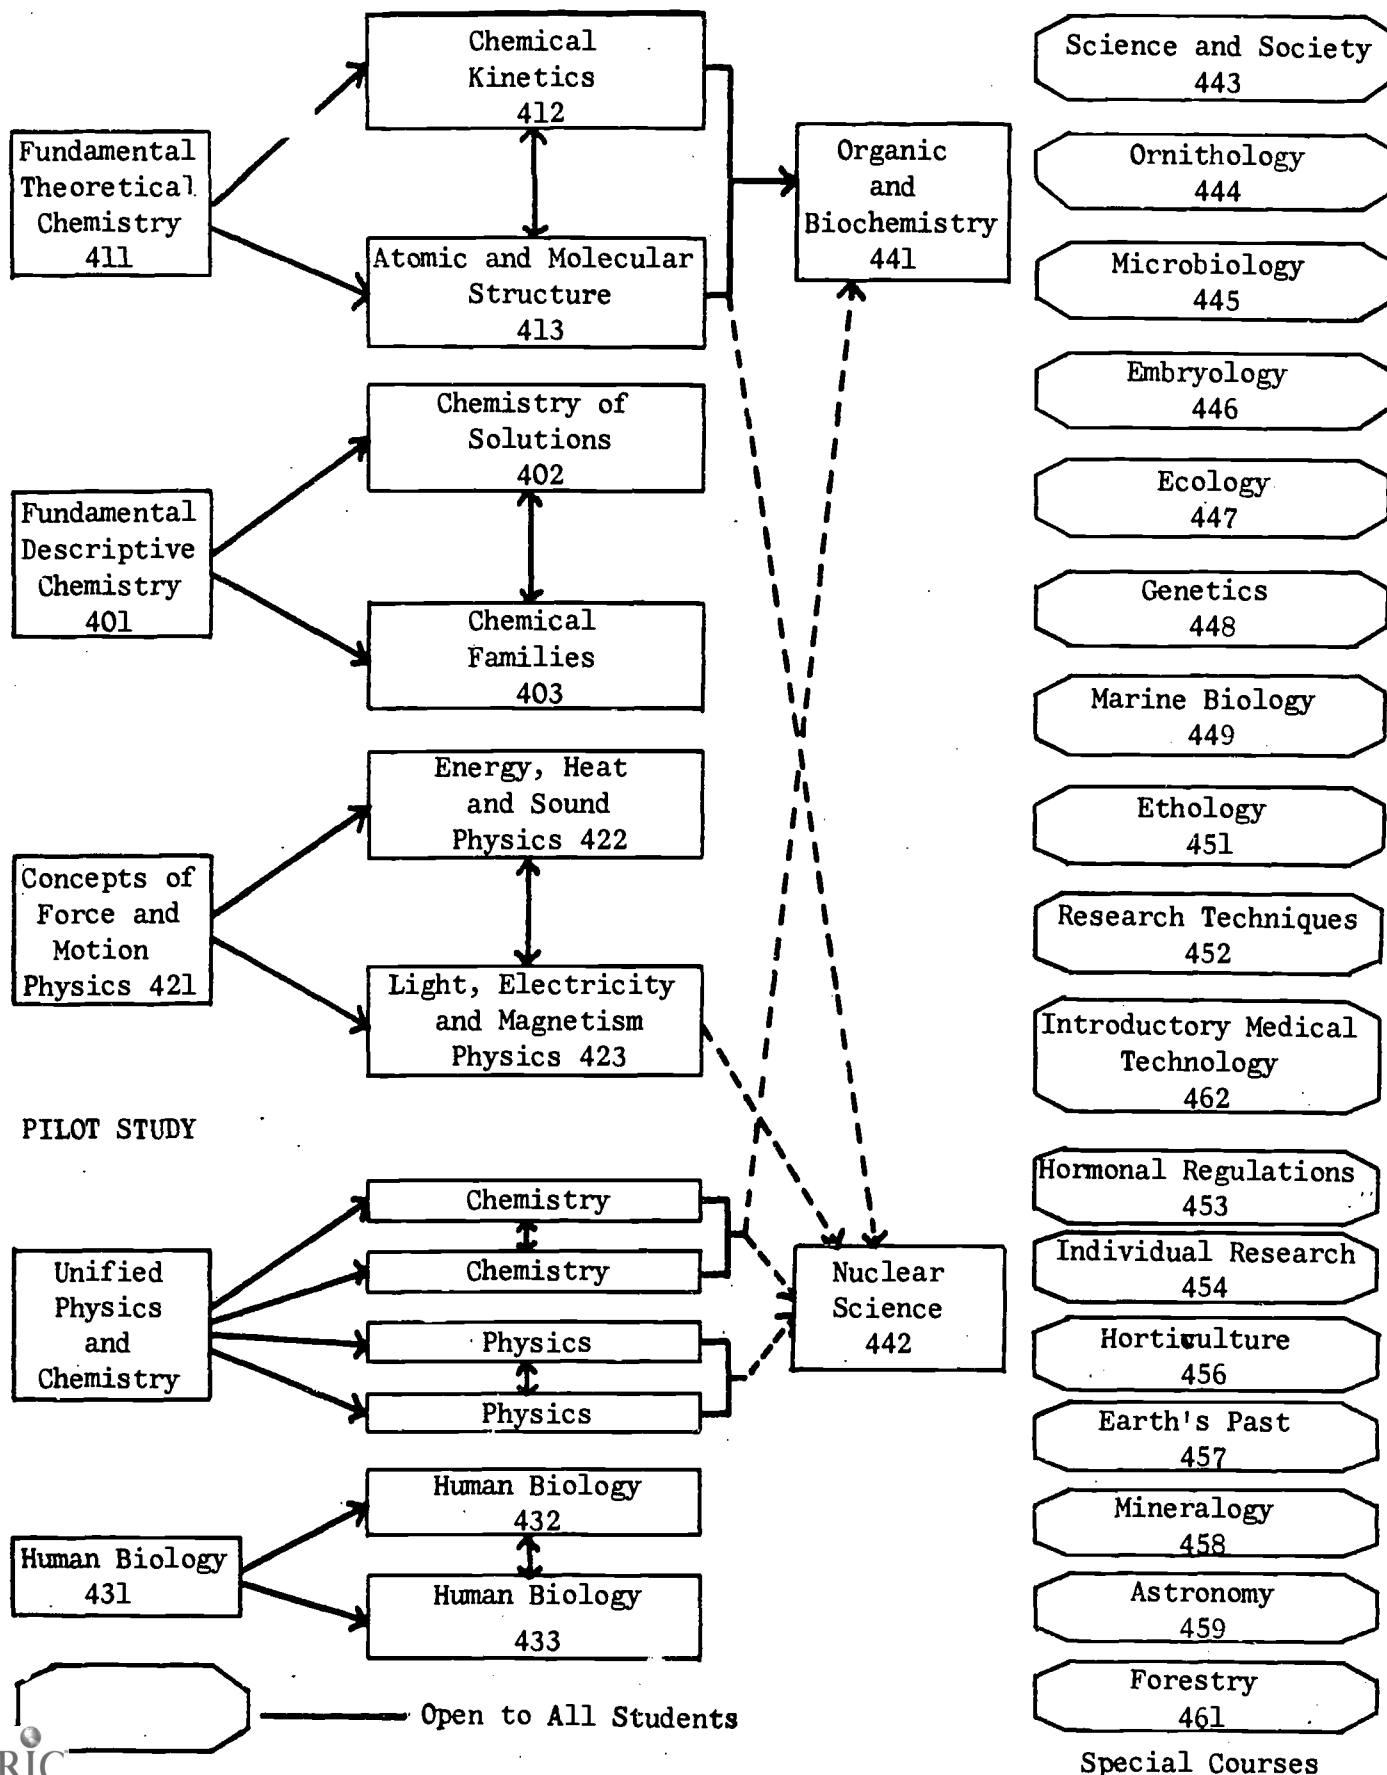 Fundamental
Theoretical
Chemistry
411
Chemical
Kinetics
412
Atomic and Molecular
Structure
413
Organic
and
Biochemistry
441
Fundamental
Descriptive
Chemistry
401
Chemistry of
Solutions
402
Chemical
Families
403
Concepts of
Force and
Motion
Physics 421
Energy, Heat
and Sound
Physics 422
Light, Electricity
and Magnetism
Physics 423
PILOT STUDY
Unified
Physics
and
Chemistry
Chemistry
Chemistry
Physics
Physics
Nuclear
Science
442
Human Biology
431
Human Biology
432
Human Biology
433
Open to All Students
Science and Society
443
Ornithology
444
Microbiology
445
Embryology
446
Ecology
447
Genetics
448
Marine Biology
449
Ethology
451
Research Techniques
452
Introductory Medical
Technology
462
Hormonal Regulations
453
Individual Research
454
Horticulture
456
Earth's Past
457
Mineralogy
458
Astronomy
459
Forestry
461
Special Courses